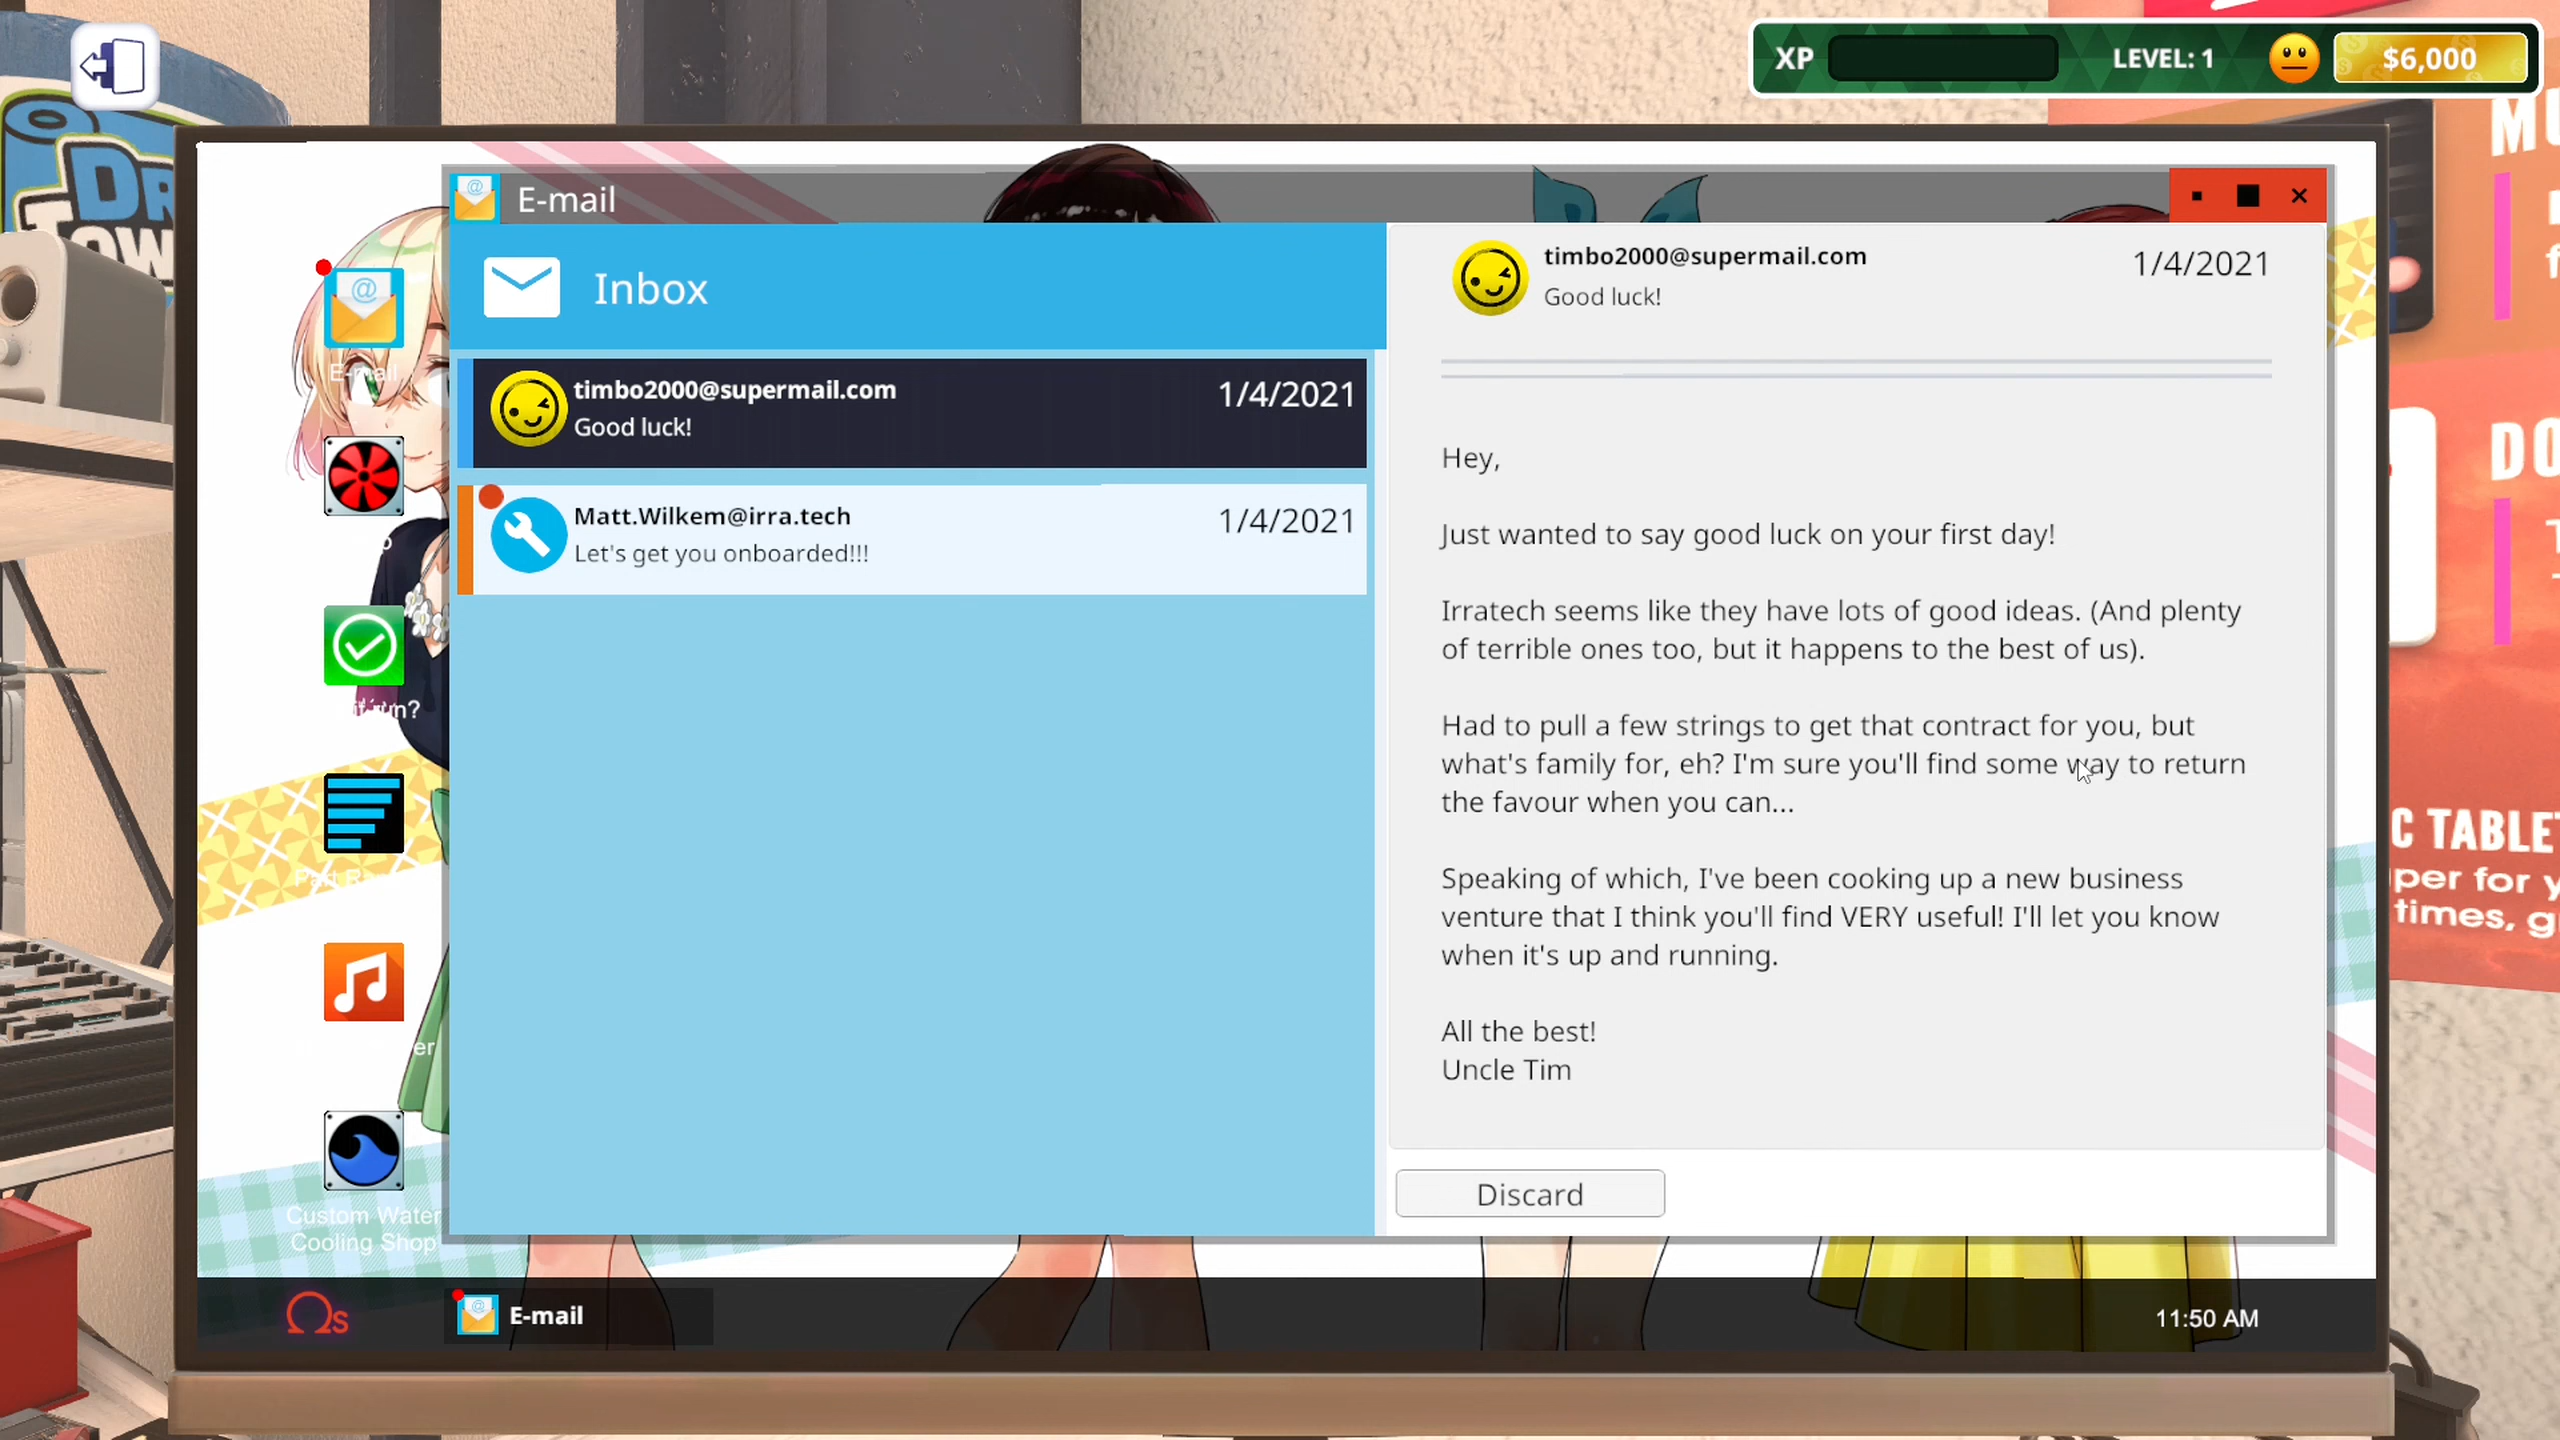 XP
LEVEL: 1
$6,000
E-mail
Inbox
timbo2000@supermail.com
1/4/2021
Good luck!
Matt.Wilkem@irra.tech
1/4/2021
Let's get you onboarded!!!
timbo2000@supermail.com
1/4/2021
Good luck!
Hey,
Just wanted to say good luck on your first day!
Irratech seems like they have lots of good ideas. (And plenty
of terrible ones too, but it happens to the best of us).
Had to pull a few strings to get that contract for you, but
what's family for, eh? I'm sure you'll find some way to return
the favour when you can...
Speaking of which, I've been cooking up a new business
venture that I think you'll find VERY useful! I'll let you know
when it's up and running.
All the best!
Uncle Tim
Discard
E-mail
Custom Water
Cooling Shop
Ωs
E-mail
11:50 AM
per for
times,